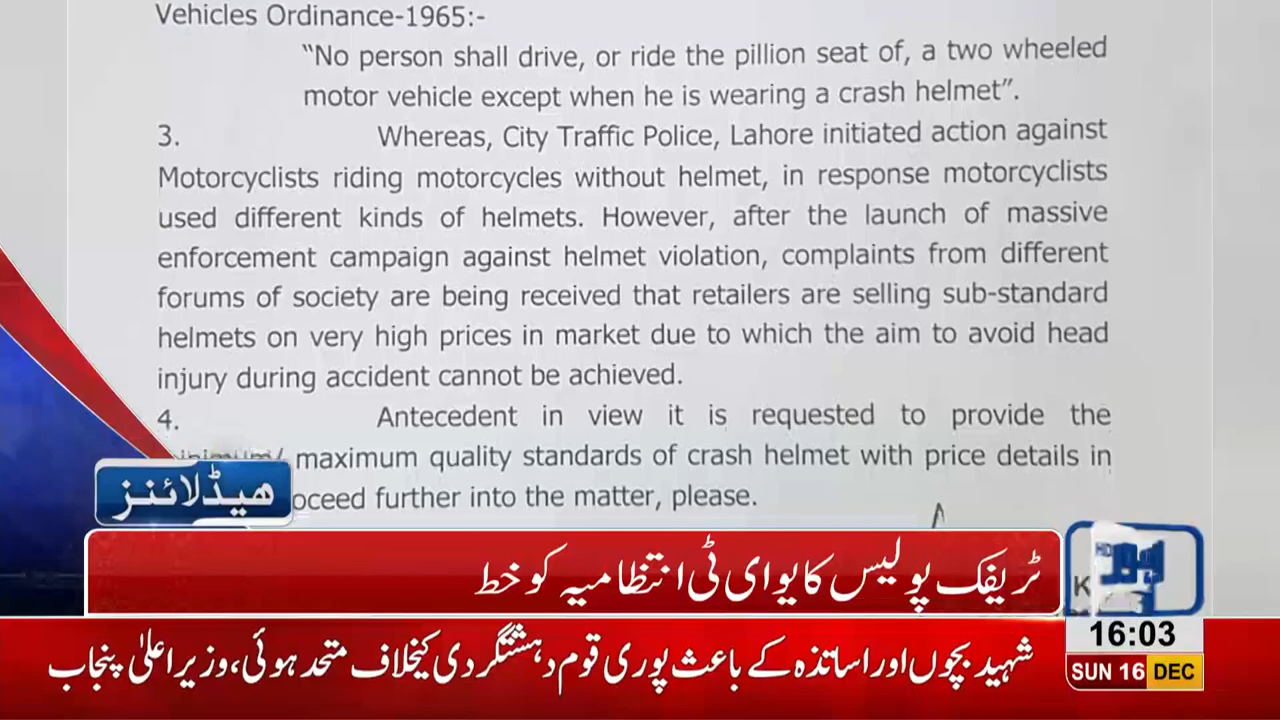 Vehicles Ordinance-1965:-
“No person shall drive, or ride the pillion seat of, a two wheeled
motor vehicle except when he is wearing a crash helmet”.
3. Whereas, City Traffic Police, Lahore initiated action against
Motorcyclists riding motorcycles without helmet, in response motorcyclists
used different kinds of helmets. However, after the launch of massive
enforcement campaign against helmet violation, complaints from different
forums of society are being received that retailers are selling sub-standard
helmets on very high prices in market due to which the aim to avoid head
injury during accident cannot be achieved.
4. Antecedent in view it is requested to provide the
maximum quality standards of crash helmet with price details in
oceed further into the matter, please.
ھیڈلائنز
ٹریفک پولیس کا یو ای ٹی انتظامیہ کو خط
HD
K
16:03
شہید بچوں اور اساتذہ کے باعث پوری قوم دہشتگردی کیخلاف متحد ہوئی، وزیراعلیٰ پنجاب
SUN 16 DEC